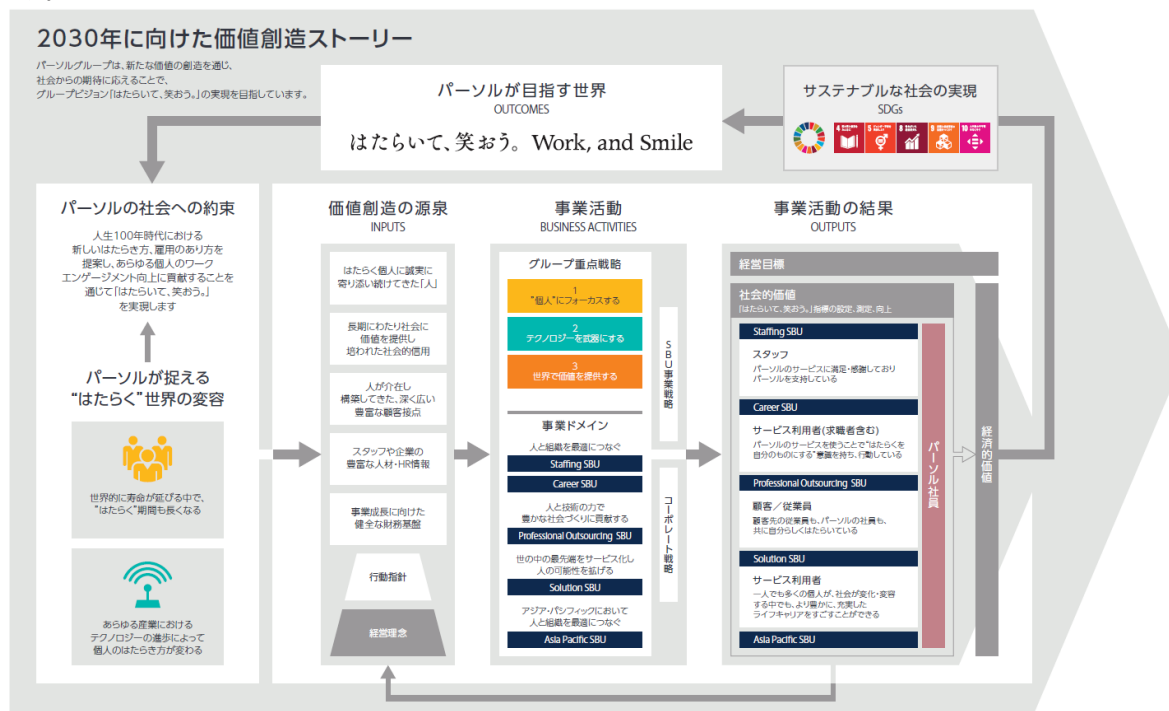 2030年に向けた価値創造ストーリー
パーソルグループは、新たな価値の創造を通じ、
社会からの期待に応えることで、
グループビジョン「はたらいて、笑おう。」の実現を目指しています。
パーソルが目指す世界
OUTCOMES
はたらいて、笑おう。Work, and Smile
サステナブルな社会の実現
SDGs
4
5
8
9
10
パーソルの社会への約束
人生100年時代における
新しいはたらき方、雇用のあり方を
提案し、あらゆる個人のワーク
エンゲージメント向上に貢献することを
通じて「はたらいて、笑おう。」
を実現します
パーソルが捉える
“はたらく”世界の変容
世界的に寿命が延びる中で、
“はたらく”期間も長くなる
あらゆる産業における
テクノロジーの進歩によって
個人のはたらき方が変わる
価値創造の源泉
INPUTS
はたらく個人に誠実に
寄り添い続けてきた「人」
長期にわたり社会に
価値を提供し
培われた社会的信用
人が介在し
構築してきた、深く広い
豊富な顧客接点
スタッフや企業の
豊富な人材・HR情報
事業成長に向けた
健全な財務基盤
行動指針
経営理念
事業活動
BUSINESS ACTIVITIES
グループ重点戦略
1
“個人”にフォーカスする
2
テクノロジーを武器にする
3
世界で価値を提供する
事業ドメイン
人と組織を最適につなぐ
Staffing SBU
Career SBU
人と技術の力で
豊かな社会づくりに貢献する
Professional Outsourcing SBU
世の中の最先端をサービス化し
人の可能性を拡げる
Solution SBU
アジア・パシフィックにおいて
人と組織を最適につなぐ
Asia Pacific SBU
SBU事業戦略
コーポレート戦略
事業活動の結果
OUTPUTS
経営目標
社会的価値
「はたらいて、笑おう。」指標の設定、測定、向上
Staffing SBU
スタッフ
パーソルのサービスに満足・感謝しており
パーソルを支持している
Career SBU
サービス利用者(求職者含む)
パーソルのサービスを使うことで“はたらくを
自分のものにする”意識を持ち、行動している
Professional Outsourcing SBU
顧客／従業員
顧客先の従業員も、パーソルの社員も、
共に自分らしくはたらいている
Solution SBU
サービス利用者
一人でも多くの個人が、社会が変化・変容
する中でも、より豊かに、充実した
ライフキャリアをすごすことができる
Asia Pacific SBU
パーソル社員
経済的価値